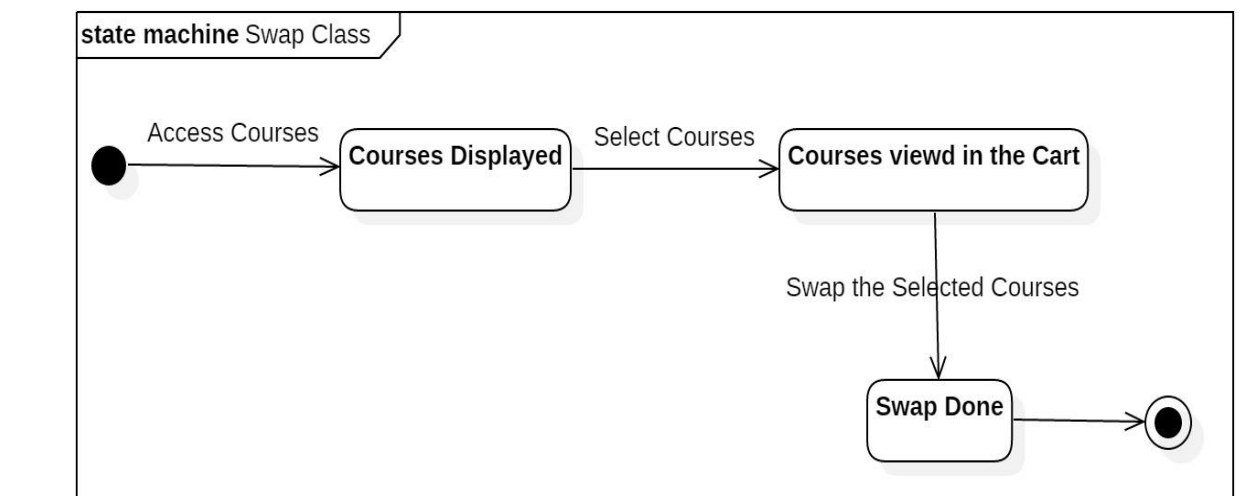 state machine Swap Class
Access Courses
Courses Displayed
Select Courses
Courses viewd in the Cart
Swap the Selected Courses
Swap Done